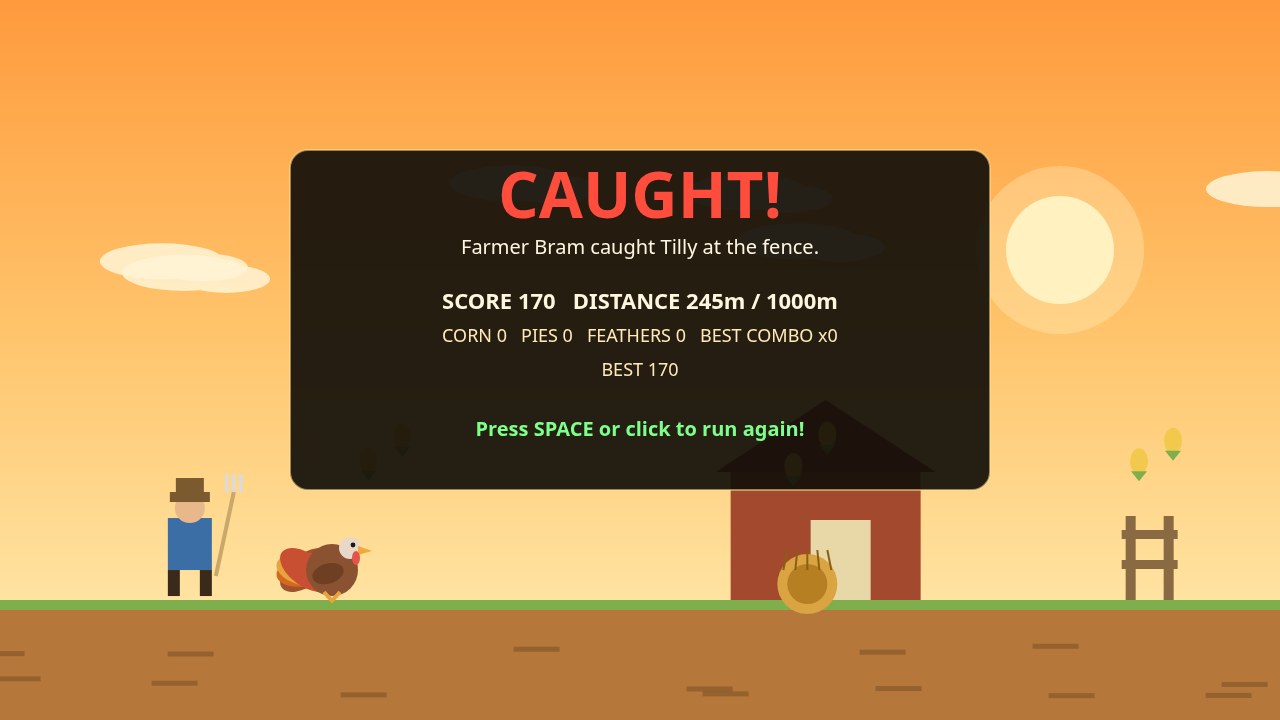 CAUGHT!
Farmer Bram caught Tilly at the fence.
SCORE 170 DISTANCE 245m / 1000m
CORN 0 PIES 0 FEATHERS 0 BEST COMBO x0
BEST 170
Press SPACE or click to run again!